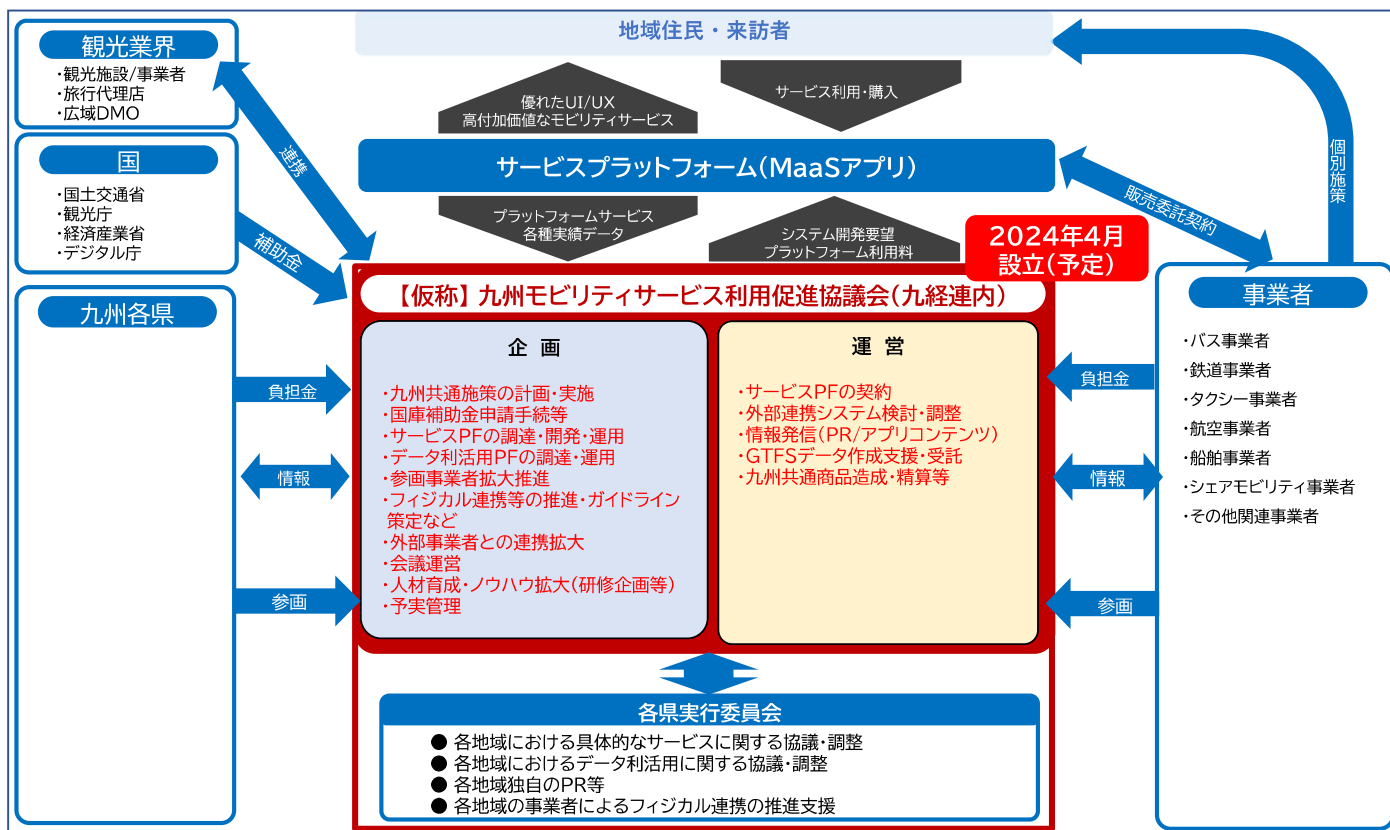 地域住民・来訪者
観光業界
・観光施設/事業者
・旅行代理店
・広域DMO
国
・国土交通省
・観光庁
・経済産業省
・デジタル庁
九州各県
連携
補助金
優れたUI/UX
高付加価値なモビリティサービス
サービス利用・購入
サービスプラットフォーム(MaaSアプリ)
プラットフォームサービス
各種実績データ
システム開発要望
プラットフォーム利用料
個別施策
販売委託契約
2024年4月
設立(予定)
【仮称】九州モビリティサービス利用促進協議会(九経連内)
企 画
・九州共通施策の計画・実施
・国庫補助金申請手続等
・サービスPFの調達・開発・運用
・データ利活用PFの調達・運用
・参画事業者拡大推進
・フィジカル連携等の推進・ガイドライン
策定など
・外部事業者との連携拡大
・会議運営
・人材育成・ノウハウ拡大(研修企画等)
・予実管理
運 営
・サービスPFの契約
・外部連携システム検討・調整
・情報発信(PR/アプリコンテンツ)
・GTFSデータ作成支援・受託
・九州共通商品造成・精算等
負担金
情報
参画
負担金
情報
参画
事業者
・バス事業者
・鉄道事業者
・タクシー事業者
・航空事業者
・船舶事業者
・シェアモビリティ事業者
・その他関連事業者
各県実行委員会
● 各地域における具体的なサービスに関する協議・調整
● 各地域におけるデータ利活用に関する協議・調整
● 各地域独自のPR等
● 各地域の事業者によるフィジカル連携の推進支援